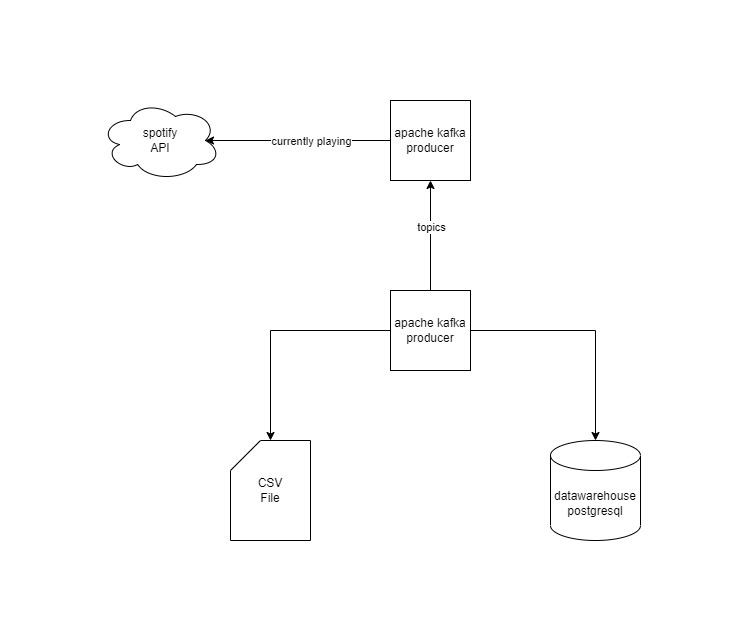 spotify
API
currently playing
apache kafka
producer
topics
apache kafka
producer
CSV
File
datawarehouse
postgresql